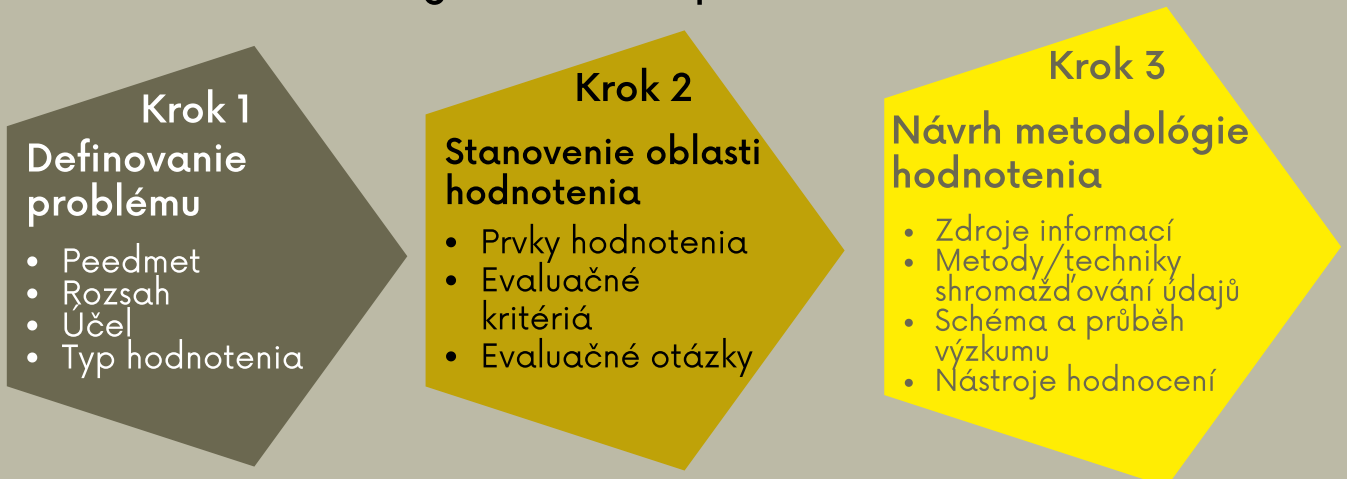 Krok 1
Definovanie
problému
• Peedmet
• Rozsah
• Účel
• Typ hodnotenia
Krok 2
Stanovenie oblasti
hodnotenia
• Prvky hodnotenia
• Evaluačné
kritériá
• Evaluačné otázky
Krok 3
Návrh metodológie
hodnotenia
• Zdroje informací
• Metody/techniky
shromažďování údajů
• Schéma a průběh
výzkumu
• Nástroje hodnocení